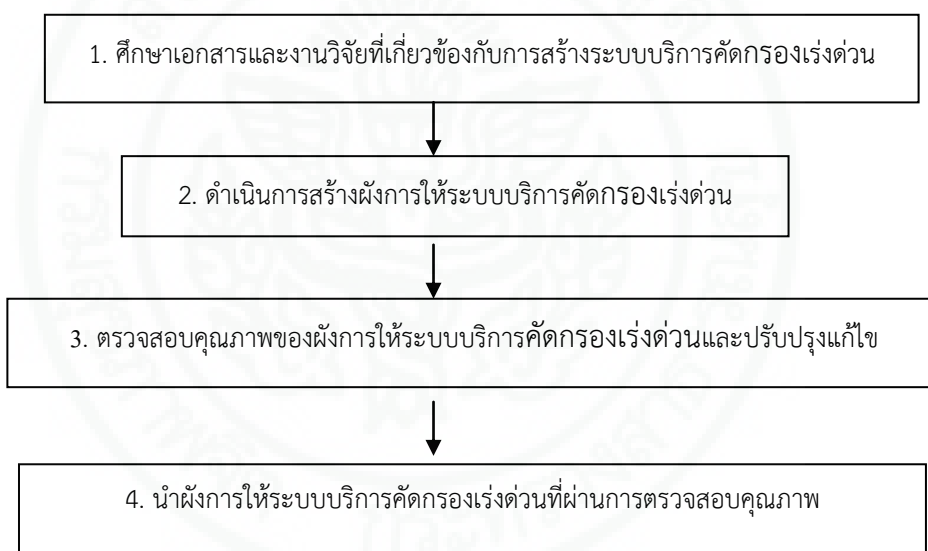 1. ศึกษาเอกสารและงานวิจัยที่เกี่ยวข้องกับการสร้างระบบบริการคัดกรองเร่งด่วน
2. ดำเนินการสร้างผังการให้ระบบบริการคัดกรองเร่งด่วน
3. ตรวจสอบคุณภาพของผังการให้ระบบบริการคัดกรองเร่งด่วนและปรับปรุงแก้ไข
4. นำผังการให้ระบบบริการคัดกรองเร่งด่วนที่ผ่านการตรวจสอบคุณภาพ